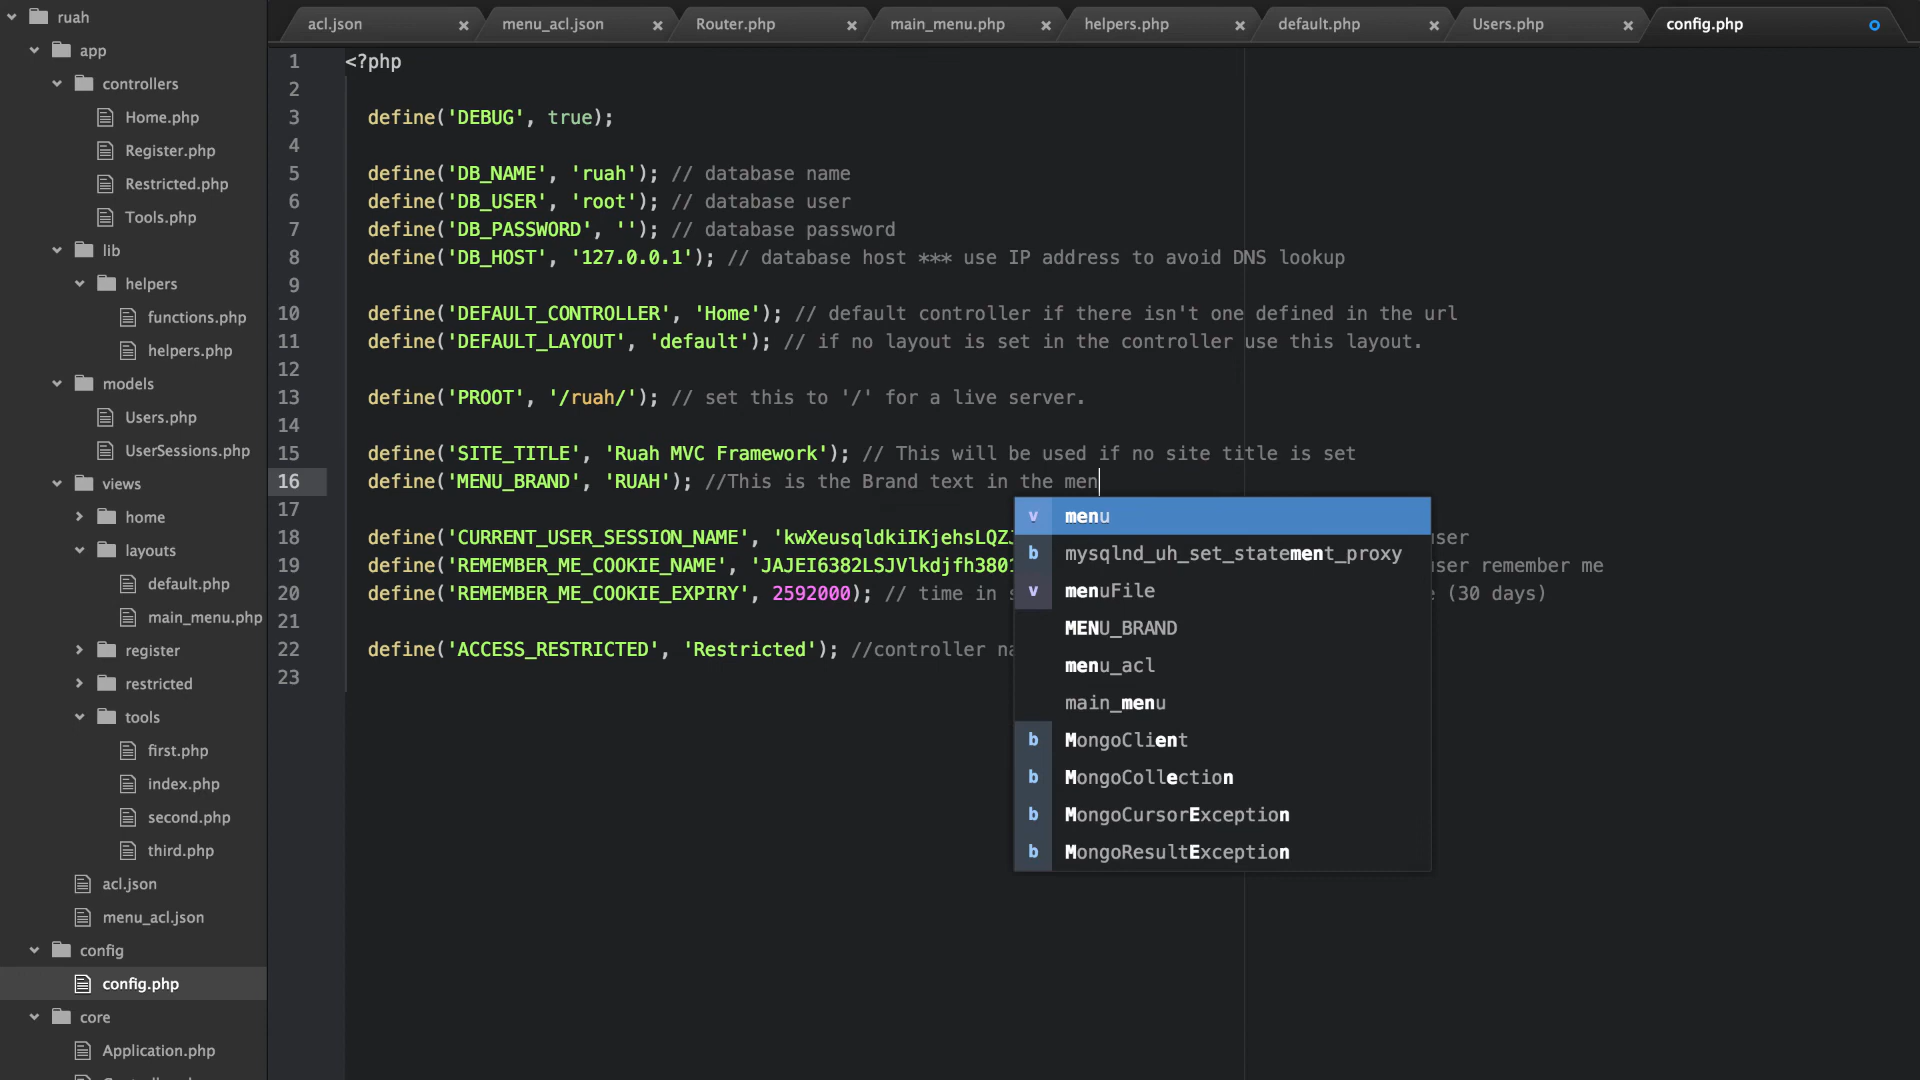 ruah
app
controllers
Home.php
Register.php
Restricted.php
Tools.php
lib
helpers
functions.php
helpers.php
models
Users.php
UserSessions.php
views
home
layouts
default.php
main_menu.php
register
restricted
tools
first.php
index.php
second.php
third.php
acl.json
menu_acl.json
config
config.php
core
Application.php
acl.json × menu_acl.json × Router.php × main_menu.php × helpers.php × default.php × Users.php × config.php
1 <?php
2
3 define('DEBUG', true);
4
5 define('DB_NAME', 'ruah'); // database name
6 define('DB_USER', 'root'); // database user
7 define('DB_PASSWORD', ''); // database password
8 define('DB_HOST', '127.0.0.1'); // database host *** use IP address to avoid DNS lookup
9
10 define('DEFAULT_CONTROLLER', 'Home'); // default controller if there isn't one defined in the url
11 define('DEFAULT_LAYOUT', 'default'); // if no layout is set in the controller use this layout.
12
13 define('PROOT', '/ruah/'); // set this to '/' for a live server.
14
15 define('SITE_TITLE', 'Ruah MVC Framework'); // This will be used if no site title is set
16 define('MENU_BRAND', 'RUAH'); //This is the Brand text in the men
17
18 define('CURRENT_USER_SESSION_NAME', 'kwXeusqldkiIKjehsLQZJ user
19 define('REMEMBER_ME_COOKIE_NAME', 'JAJEI6382LSJVlkdjfh3801 user remember me
20 define('REMEMBER_ME_COOKIE_EXPIRY', 2592000); // time in s e (30 days)
21
22 define('ACCESS_RESTRICTED', 'Restricted'); //controller na
23
v menu
b mysqlnd_uh_set_statement_proxy
v menuFile
MENU_BRAND
menu_acl
main_menu
b MongoClient
b MongoCollection
b MongoCursorException
b MongoResultException